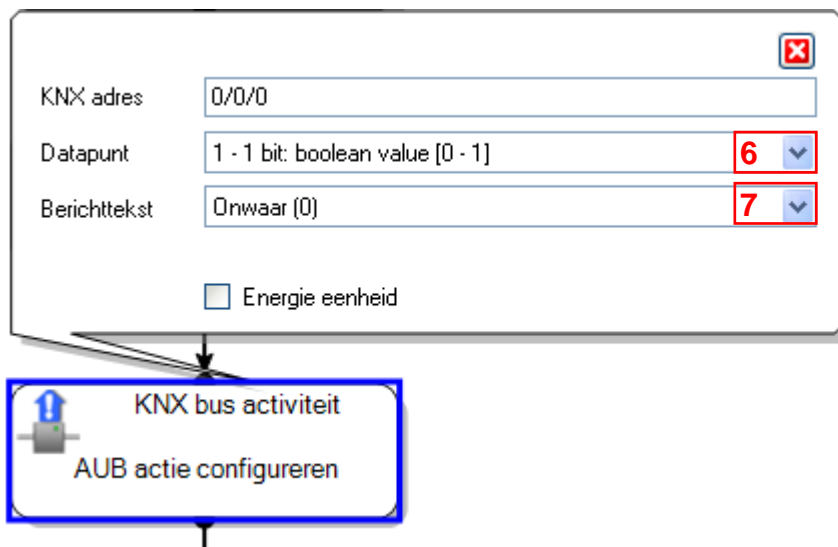 KNX adres 0/0/0
Datapunt 1 - 1 bit: boolean value [0 - 1] 6
Berichttekst Onwaar (0) 7
Energie eenheid
KNX bus activiteit
AUB actie configureren